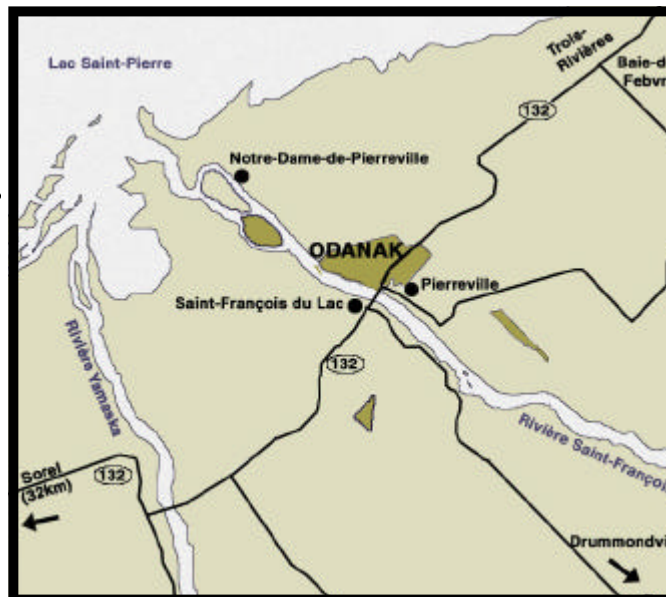 Lac Saint-Pierre
Trois-
Rivières
Baie-d
Febvr
132
Notre-Dame-de-Pierreville
ODANAK
Pierreville
Saint-François du Lac
132
Rivière Yamaska
Rivière Saint-François
Sorel
(32km)
132
Drummondvi